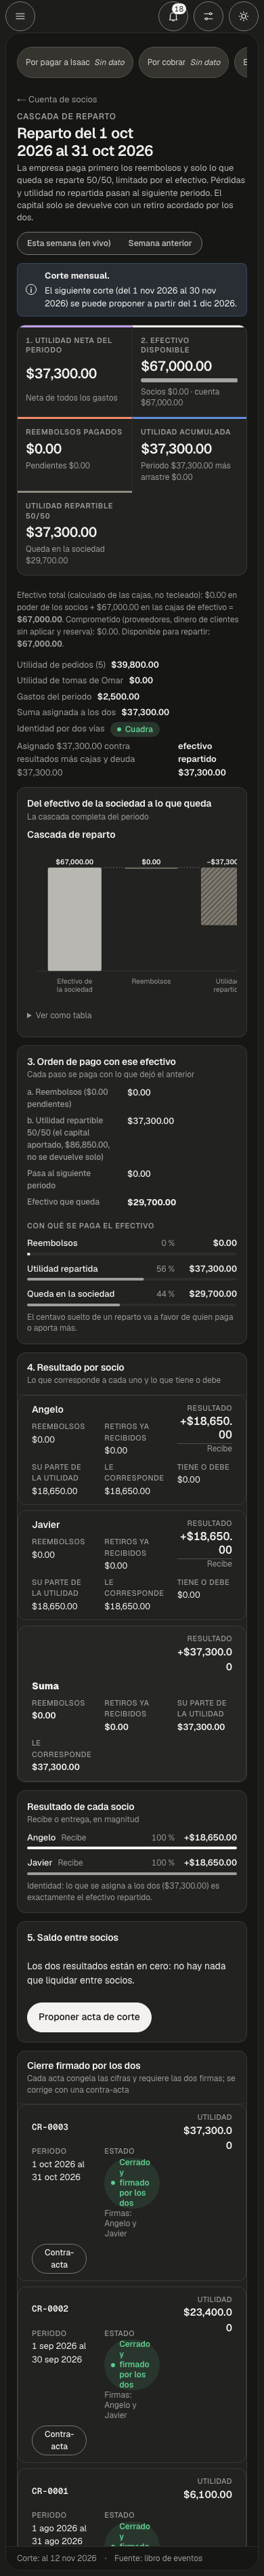 18
Por pagar a Isaac Sin dato
Por cobrar Sin dato
← Cuenta de socios
CASCADA DE REPARTO
Reparto del 1 oct
2026 al 31 oct 2026
La empresa paga primero los reembolsos y solo lo que
queda se reparte 50/50, limitado por el efectivo. Pérdidas
y utilidad no repartida pasan al siguiente periodo. El
capital solo se devuelve con un retiro acordado por los
dos.
Esta semana (en vivo)
Semana anterior
Corte mensual.
El siguiente corte (del 1 nov 2026 al 30 nov
2026) se puede proponer a partir del 1 dic 2026.
1. UTILIDAD NETA DEL
PERIODO
$37,300.00
Neta de todos los gastos
2. EFECTIVO
DISPONIBLE
$67,000.00
Socios $0.00 · cuenta
$67,000.00
REEMBOLSOS PAGADOS
$0.00
Pendientes $0.00
UTILIDAD ACUMULADA
$37,300.00
Periodo $37,300.00 más
arrastre $0.00
UTILIDAD REPARTIBLE
50/50
$37,300.00
Queda en la sociedad
$29,700.00
Efectivo total (calculado de las cajas, no tecleado): $0.00 en
poder de los socios + $67,000.00 en las cajas de efectivo =
$67,000.00. Comprometido (proveedores, dinero de clientes
sin aplicar y reserva): $0.00. Disponible para repartir:
$67,000.00.
Utilidad de pedidos (5) $39,800.00
Utilidad de tomas de Omar $0.00
Gastos del periodo $2,500.00
Suma asignada a los dos $37,300.00
Identidad por dos vías Cuadra
Asignado $37,300.00 contra
resultados más cajas y deuda
$37,300.00
efectivo
repartido
$37,300.00
Del efectivo de la sociedad a lo que queda
La cascada completa del periodo
Cascada de reparto
$67,000.00
$0.00
Efectivo de
la sociedad
Reembolsos
▶ Ver como tabla
3. Orden de pago con ese efectivo
Cada paso se paga con lo que dejó el anterior
a. Reembolsos ($0.00
pendientes)
$0.00
b. Utilidad repartible
50/50 (el capital
aportado, $86,850.00,
no se devuelve solo)
$37,300.00
Pasa al siguiente
periodo
$0.00
Efectivo que queda
$29,700.00
CON QUÉ SE PAGA EL EFECTIVO
Reembolsos 0 % $0.00
Utilidad repartida 56 % $37,300.00
Queda en la sociedad 44 % $29,700.00
El centavo suelto de un reparto va a favor de quien paga
o aporta más.
4. Resultado por socio
Lo que corresponde a cada uno y lo que tiene o debe
Angelo
REEMBOLSOS
$0.00
RETIROS YA
RECIBIDOS
$0.00
RESULTADO
+$18,650.
00
Recibe
SU PARTE DE
LA UTILIDAD
$18,650.00
LE
CORRESPONDE
$18,650.00
TIENE O DEBE
$0.00
Javier
REEMBOLSOS
$0.00
RETIROS YA
RECIBIDOS
$0.00
RESULTADO
+$18,650.
00
Recibe
SU PARTE DE
LA UTILIDAD
$18,650.00
LE
CORRESPONDE
$18,650.00
TIENE O DEBE
$0.00
RESULTADO
+$37,300.0
0
Suma
REEMBOLSOS
$0.00
RETIROS YA
RECIBIDOS
$0.00
SU PARTE DE
LA UTILIDAD
$37,300.00
LE
CORRESPONDE
$37,300.00
Resultado de cada socio
Recibe o entrega, en magnitud
Angelo Recibe 100 % +$18,650.00
Javier Recibe 100 % +$18,650.00
Identidad: lo que se asigna a los dos ($37,300.00) es
exactamente el efectivo repartido.
5. Saldo entre socios
Los dos resultados están en cero: no hay nada
que liquidar entre socios.
Proponer acta de corte
Cierre firmado por los dos
Cada acta congela las cifras y requiere las dos firmas; se
corrige con una contra-acta
CR-0003
UTILIDAD
$37,300.0
0
PERIODO
1 oct 2026 al
31 oct 2026
ESTADO
Cerrado
y
firmado
por los
dos
Firmas:
Angelo y
Javier
Contra-
acta
CR-0002
UTILIDAD
$23,400.0
0
PERIODO
1 sep 2026 al
30 sep 2026
ESTADO
Cerrado
y
firmado
por los
dos
Firmas:
Angelo y
Javier
Contra-
acta
CR-0001
UTILIDAD
$6,100.00
PERIODO
1 ago 2026 al
31 ago 2026
ESTADO
Cerrado
y
Corte: al 12 nov 2026 · Fuente: libro de eventos